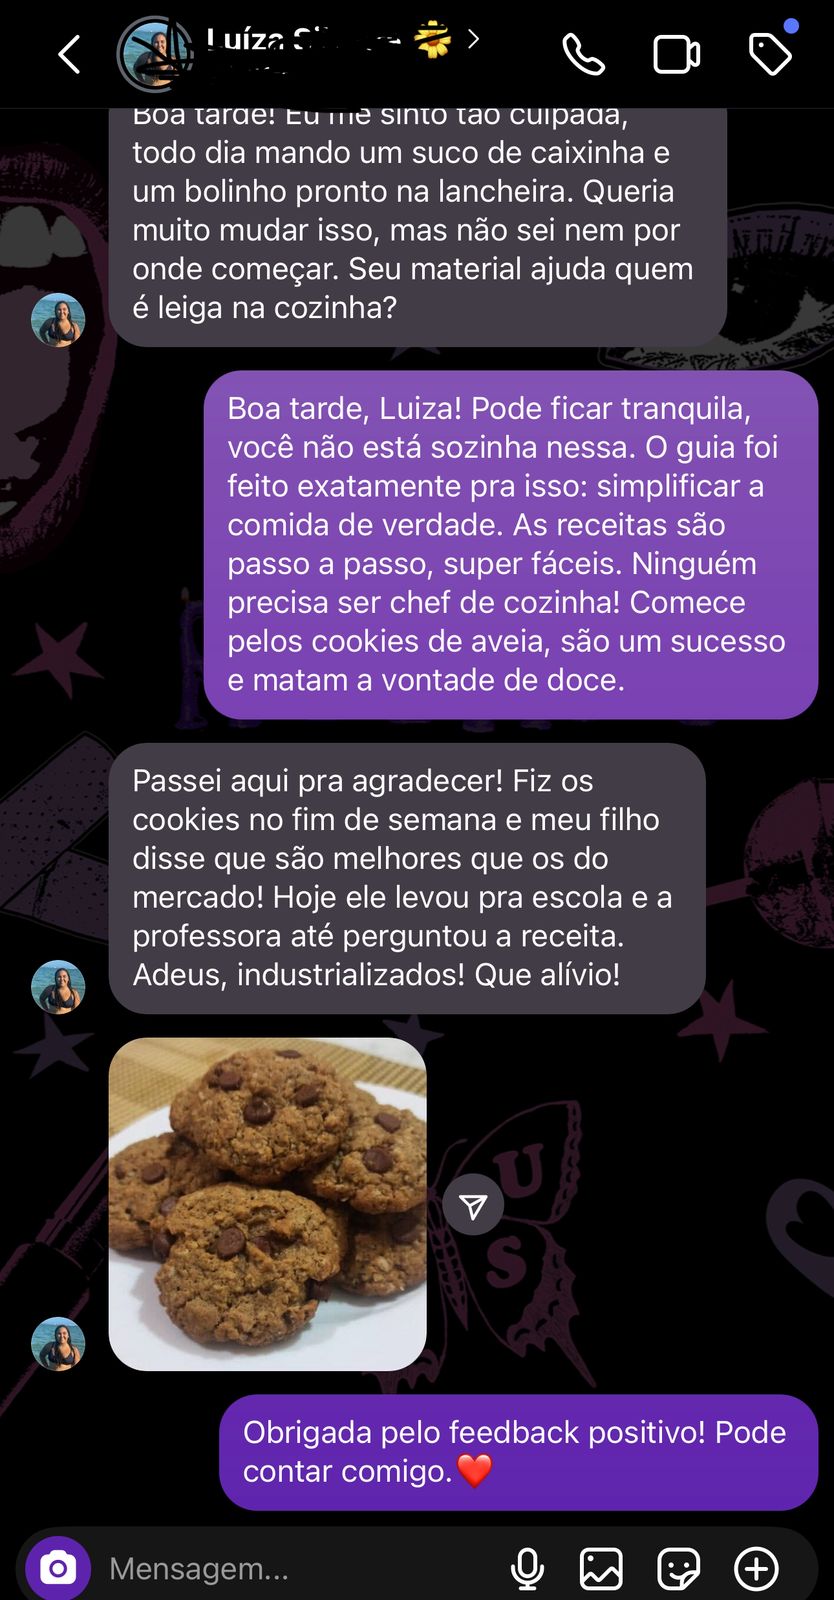 Luíza
Boa tarde! Eu me sinto tão culpada,
todo dia mando um suco de caixinha e
um bolinho pronto na lancheira. Queria
muito mudar isso, mas não sei nem por
onde começar. Seu material ajuda quem
é leiga na cozinha?
Boa tarde, Luiza! Pode ficar tranquila,
você não está sozinha nessa. O guia foi
feito exatamente pra isso: simplificar a
comida de verdade. As receitas são
passo a passo, super fáceis. Ninguém
precisa ser chef de cozinha! Comece
pelos cookies de aveia, são um sucesso
e matam a vontade de doce.
Passei aqui pra agradecer! Fiz os
cookies no fim de semana e meu filho
disse que são melhores que os do
mercado! Hoje ele levou pra escola e a
professora até perguntou a receita.
Adeus, industrializados! Que alívio!
U
S
Obrigada pelo feedback positivo! Pode
contar comigo.❤️
Mensagem...